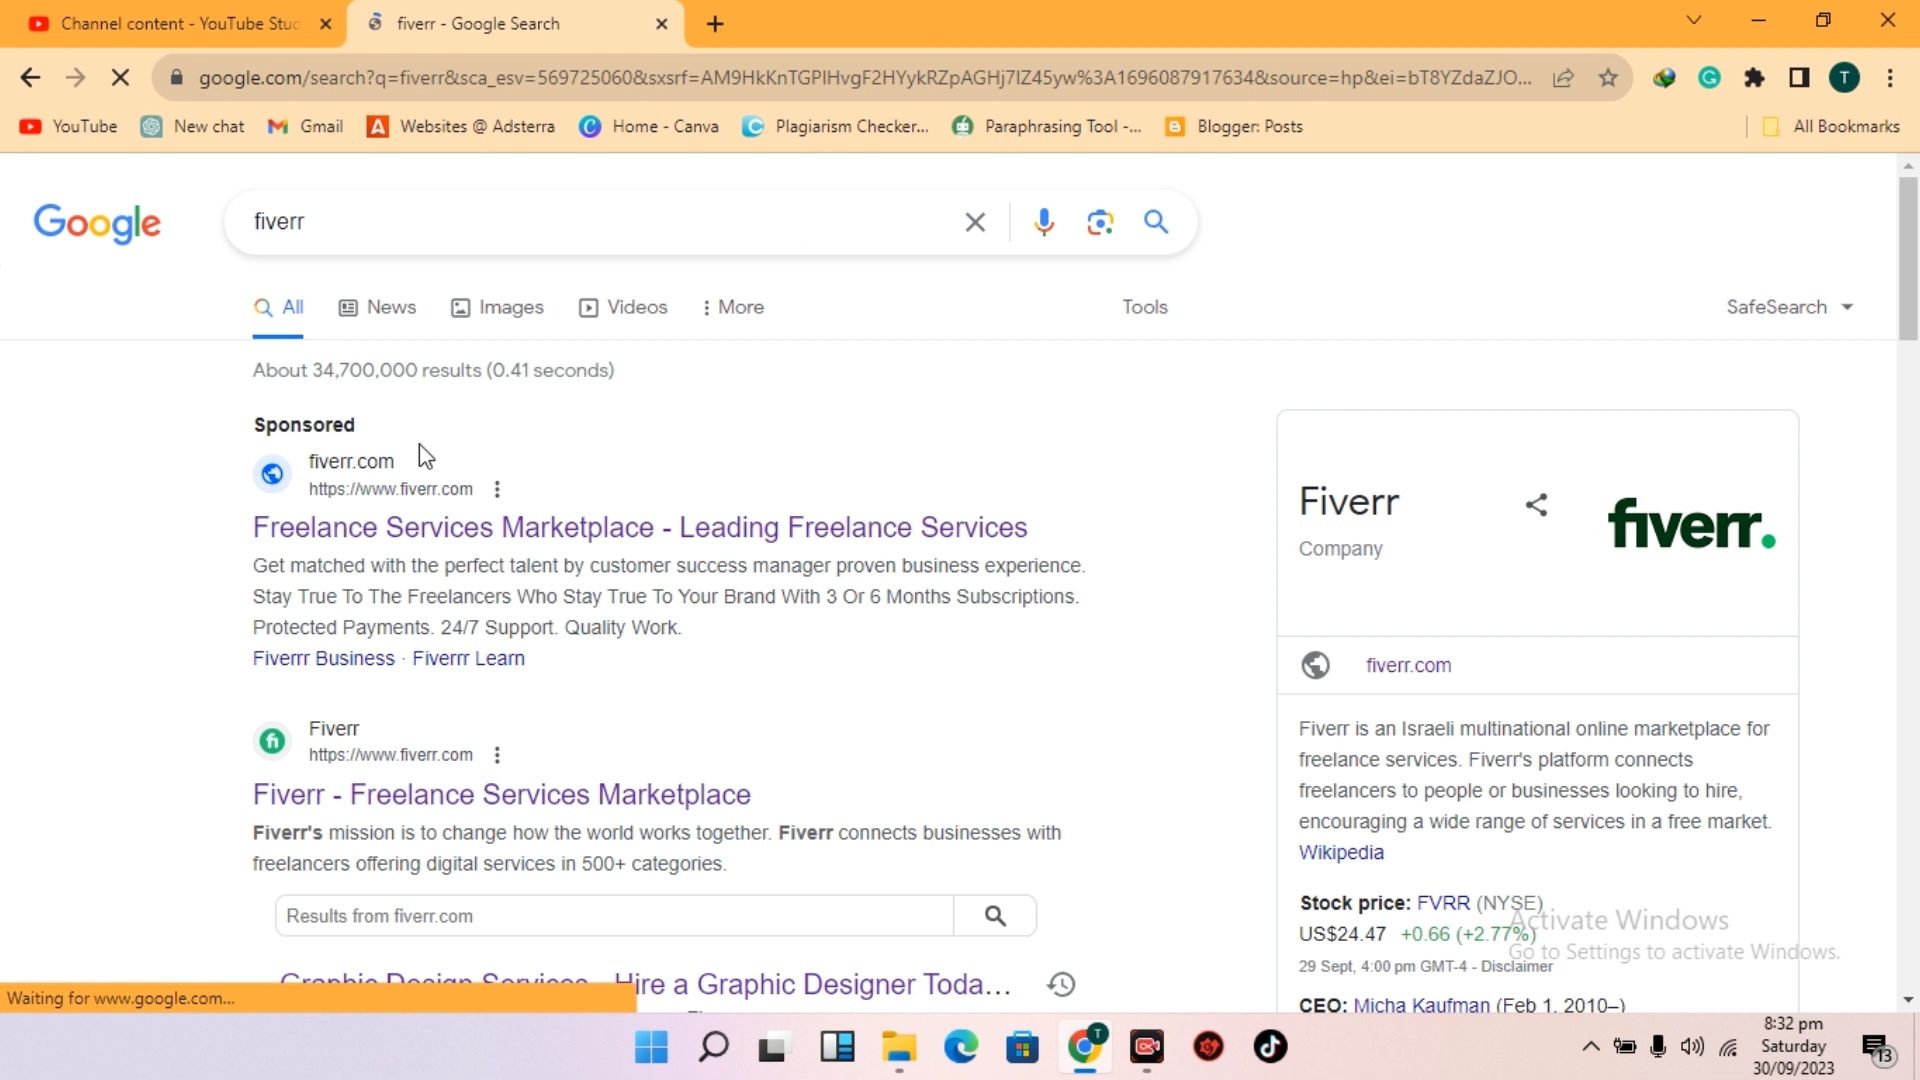 Channel content - YouTube Stud
fiverr - Google Search
google.com/search?q=fiverr&sca_esv=569725060&sxsrf=AM9HkKnTGPIHvgF2HYykRZpAGHj7IZ45yw%3A1696087917634&source=hp&ei=bT8YZdaZJO...
T
YouTube
New chat
Gmail
Websites @ Adsterra
Home - Canva
Plagiarism Checker...
Paraphrasing Tool -...
Blogger: Posts
All Bookmarks
Google
fiverr
All
News
Images
Videos
More
Tools
SafeSearch
About 34,700,000 results (0.41 seconds)
Sponsored
fiverr.com
https://www.fiverr.com
Freelance Services Marketplace - Leading Freelance Services
Get matched with the perfect talent by customer success manager proven business experience.
Stay True To The Freelancers Who Stay True To Your Brand With 3 Or 6 Months Subscriptions.
Protected Payments. 24/7 Support. Quality Work.
Fiverrr Business · Fiverrr Learn
fi
Fiverr
https://www.fiverr.com
Fiverr - Freelance Services Marketplace
Fiverr's mission is to change how the world works together. Fiverr connects businesses with
freelancers offering digital services in 500+ categories.
Results from fiverr.com
Graphic Design Services - Hire a Graphic Designer Toda...
Waiting for www.google.com...
Fiverr
Company
fiverr.
fiverr.com
Fiverr is an Israeli multinational online marketplace for
freelance services. Fiverr's platform connects
freelancers to people or businesses looking to hire,
encouraging a wide range of services in a free market.
Wikipedia
Stock price: FVRR (NYSE)
US$24.47 +0.66 (+2.77%)
29 Sept, 4:00 pm GMT-4 - Disclaimer
CEO: Micha Kaufman (Feb 1, 2010–)
Activate Windows
Go to Settings to activate Windows.
T
8:32 pm
Saturday
30/09/2023
13